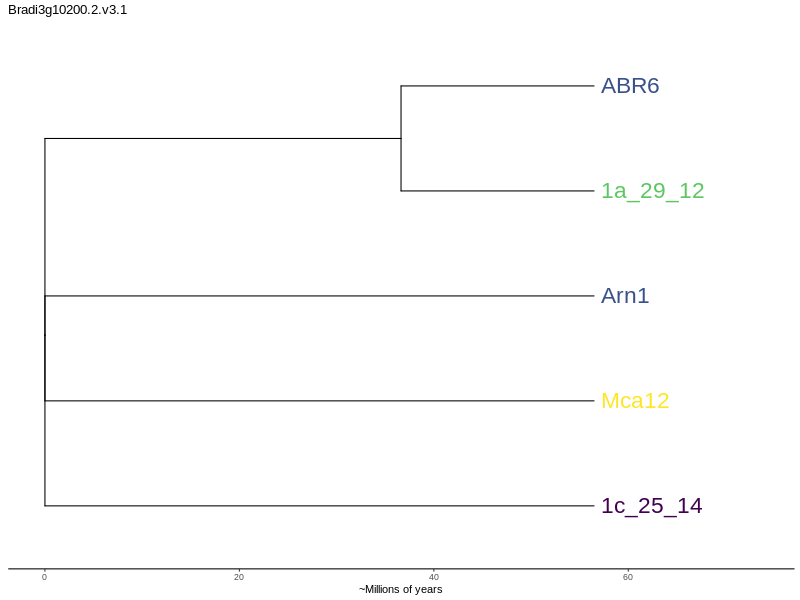 Bradi3g10200.2.v3.1
ABR6
1a_29_12
Arn1
Mca12
1c_25_14
0 20 40 60
~Millions of years